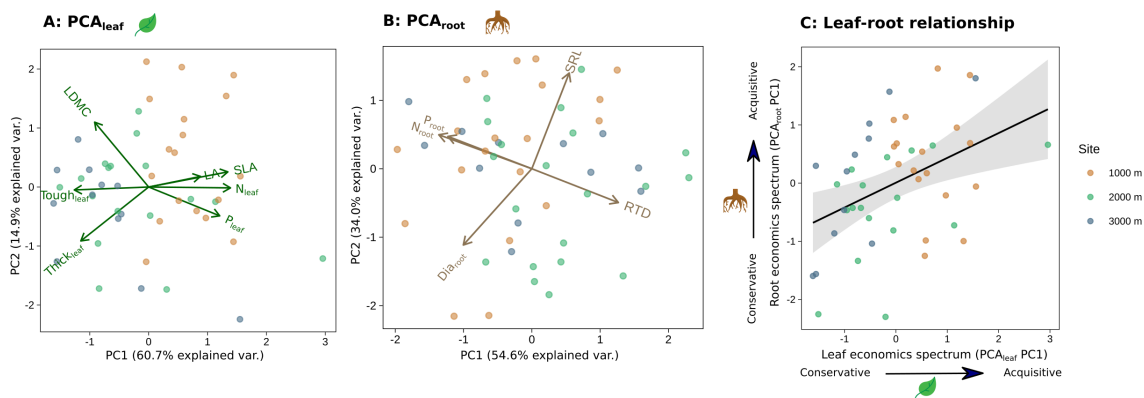 A: PCAleaf
PC2 (14.9% explained var.)
2
1
0
-1
-2
LDMC
LA
SLA
Nleaf
Toughleaf
Pleaf
Thickleaf
-1
0
1
2
3
PC1 (60.7% explained var.)
B: PCAroot
PC2 (34.0% explained var.)
1
0
-1
-2
SRL
Proot
Nroot
RTD
Diaroot
-2
-1
0
1
2
PC1 (54.6% explained var.)
C: Leaf-root relationship
Conservative
Acquisitive
Root economics spectrum (PCAroot PC1)
2
1
0
-1
-2
-1
0
1
2
3
Leaf economics spectrum (PCAleaf PC1)
Conservative
Acquisitive
Site
1000 m
2000 m
3000 m